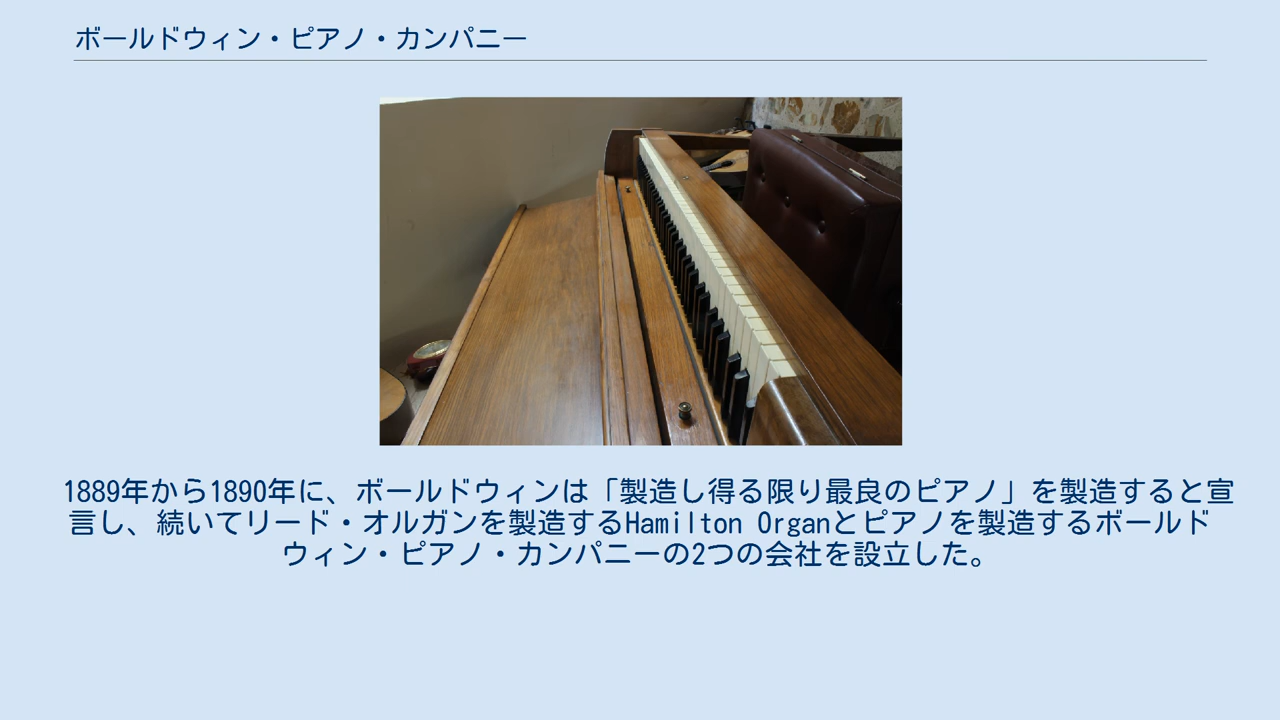 ボールドウィン・ピアノ・カンパニー
1889年から1890年に、ボールドウィンは「製造し得る限り最良のピアノ」を製造すると宣
言し、続いてリード・オルガンを製造するHamilton Organとピアノを製造するボールド
ウィン・ピアノ・カンパニーの2つの会社を設立した。